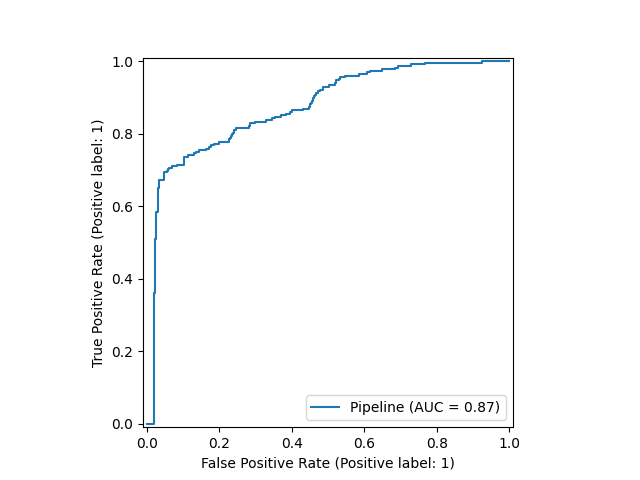 1.0
0.8
0.6
0.4
0.2
0.0
True Positive Rate (Positive label: 1)
Pipeline (AUC = 0.87)
0.0 0.2 0.4 0.6 0.8 1.0
False Positive Rate (Positive label: 1)